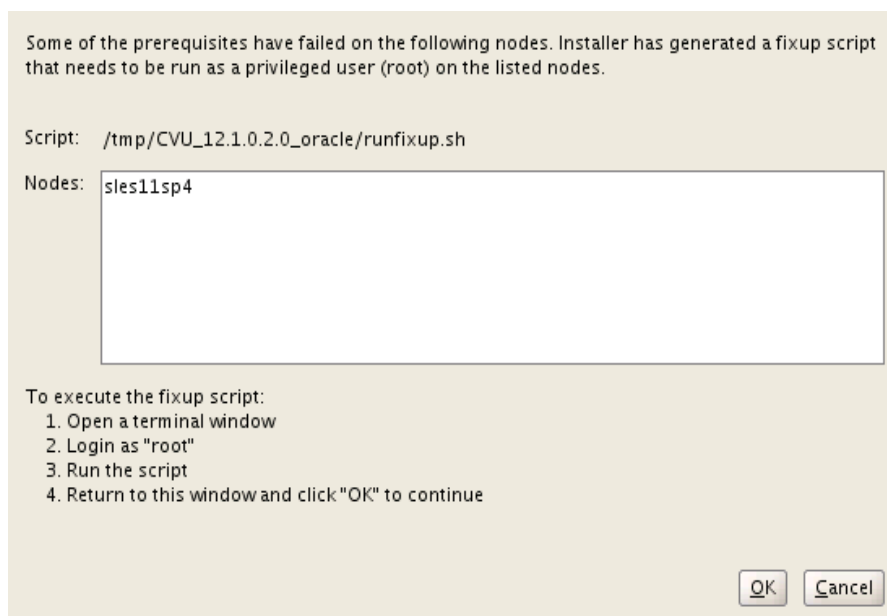 Some of the prerequisites have failed on the following nodes. Installer has generated a fixup script
that needs to be run as a privileged user (root) on the listed nodes.
Script: /tmp/CVU_12.1.0.2.0_oracle/runfixup.sh
Nodes: sles11sp4
To execute the fixup script:
1. Open a terminal window
2. Login as "root"
3. Run the script
4. Return to this window and click "OK" to continue
OK Cancel